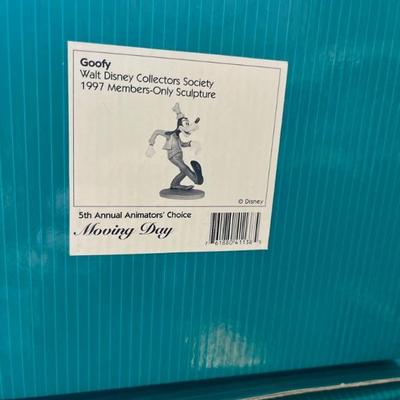 Goofy
Walt Disney Collectors Society
1997 Members-Only Sculpture
© Disney
5th Annual Animators' Choice
Moving Day